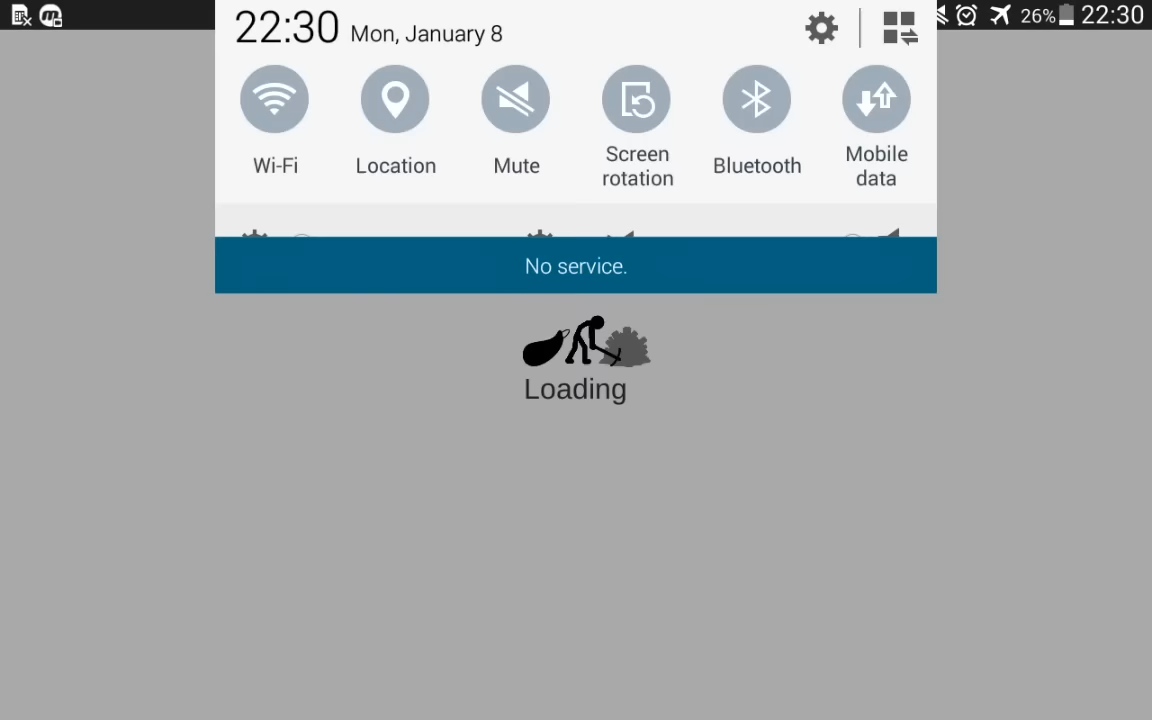 22:30 Mon, January 8
26% 22:30
Wi-Fi
Location
Mute
Screen
rotation
Bluetooth
Mobile
data
No service.
Loading